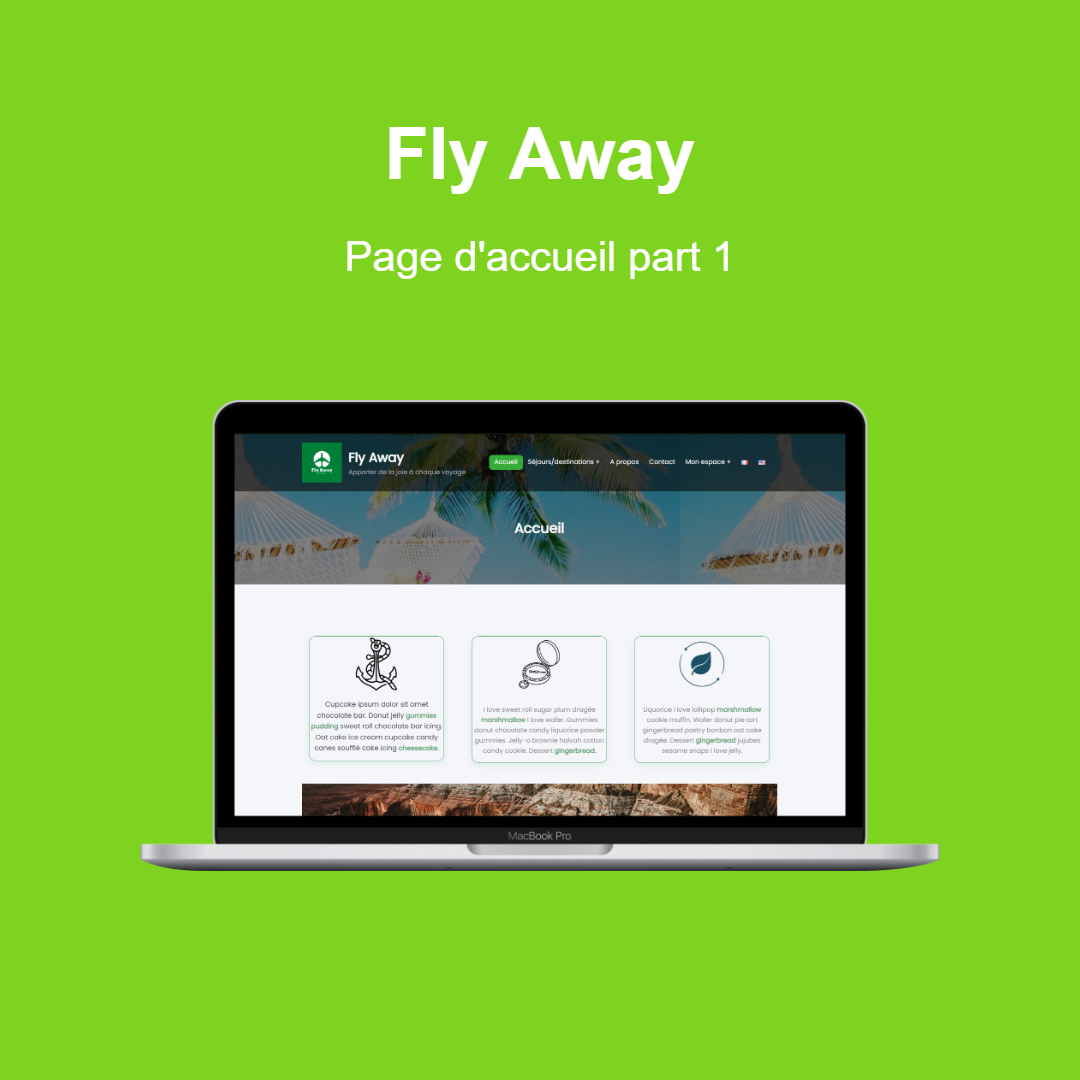 Fly Away
Page d'accueil part 1
Fly Away
Fly Away
Apporter de la joie à chaque voyage
Accueil Séjours/destinations + A propos Contact Mon espace +
Accueil
Cupcake ipsum dolor sit amet
chocolate bar. Donut jelly gummies
pudding sweet roll chocolate bar icing.
Oat cake ice cream cupcake candy
canes soufflé cake icing cheesecake.
I love sweet roll sugar plum dragée
marshmallow I love wafer. Gummies
donut chocolate candy liquorice powder
gummies. Jelly-o brownie halvah cotton
candy cookie. Dessert gingerbread.
Liquorice I love lollipop marshmallow
cookie muffin. Wafer donut pie tart
gingerbread pastry bonbon oat cake
dragée. Dessert gingerbread jujubes
sesame snaps I love jelly.
MacBook Pro